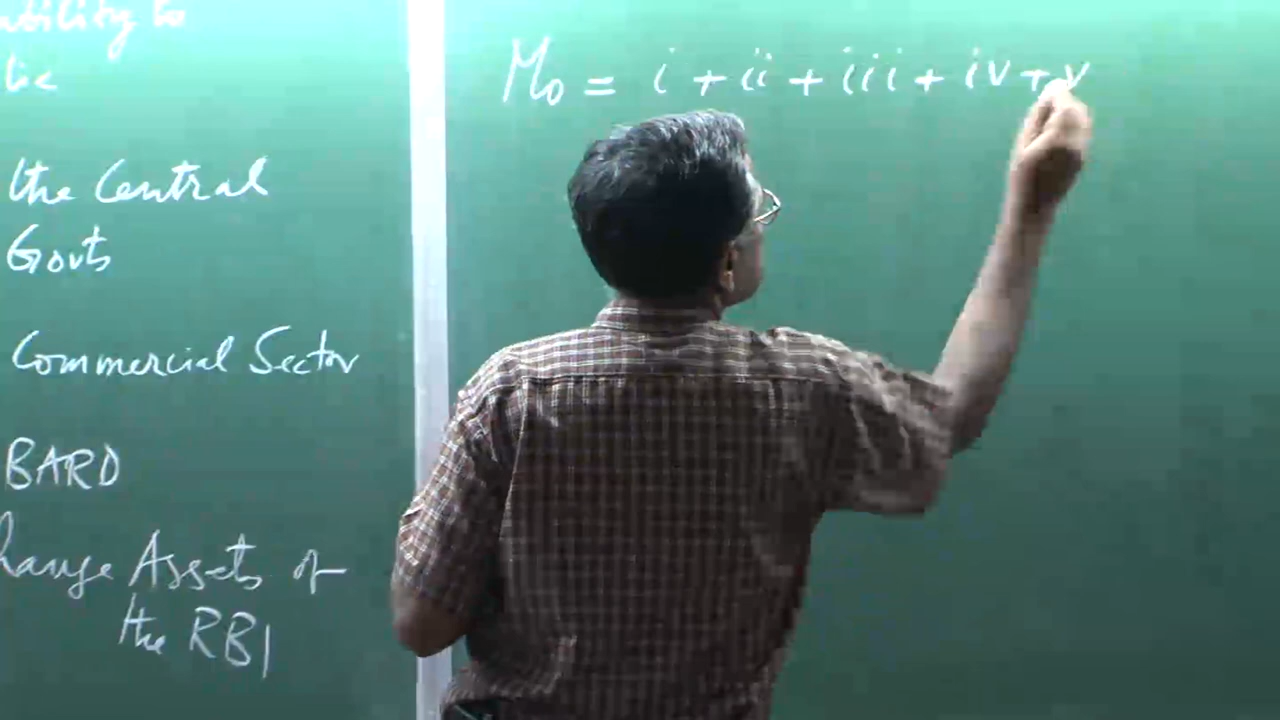 the Central
Govts
Commercial Sector
BARD
Assets of
the RBI
M₀ = i + ii + iii + iv + v